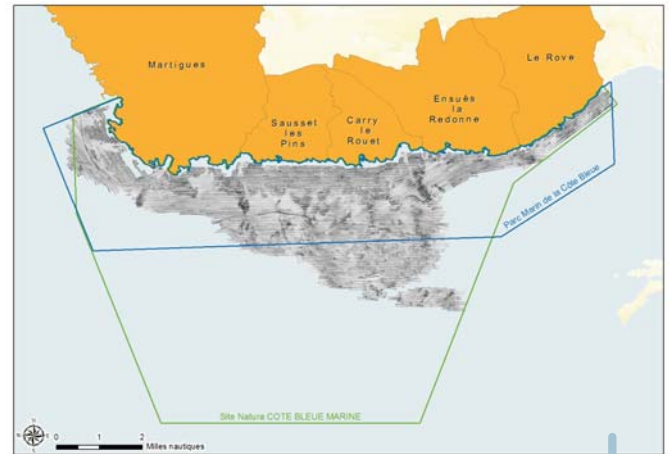 Martigues
Le Rove
Ensuès
la
Redonne
Sausset
les
Pins
Carry
le
Rouet
Parc Marin de la Côte Bleue
Site Natura COTE BLEUE MARINE
0 1 2
Milles nautiques